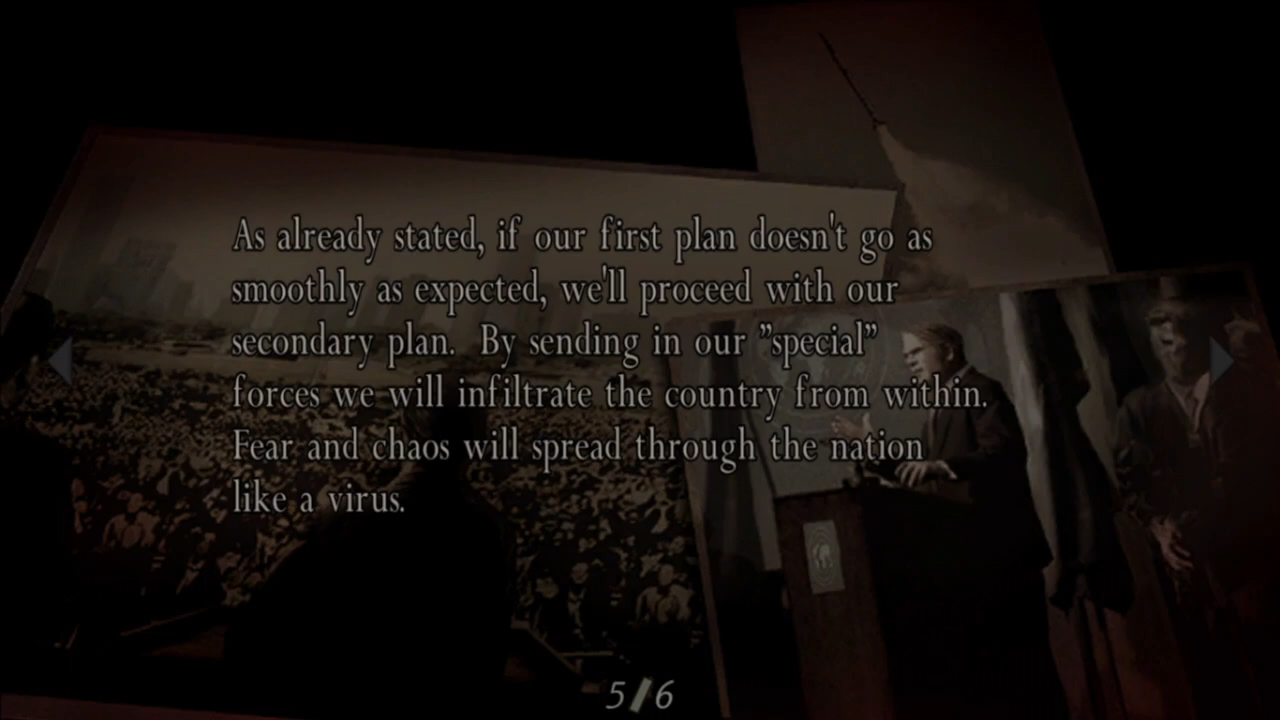 As already stated, if our first plan doesn't go as
smoothly as expected, we'll proceed with our
secondary plan. By sending in our ”special”
forces we will infiltrate the country from within.
Fear and chaos will spread through the nation
like a virus.
5/6